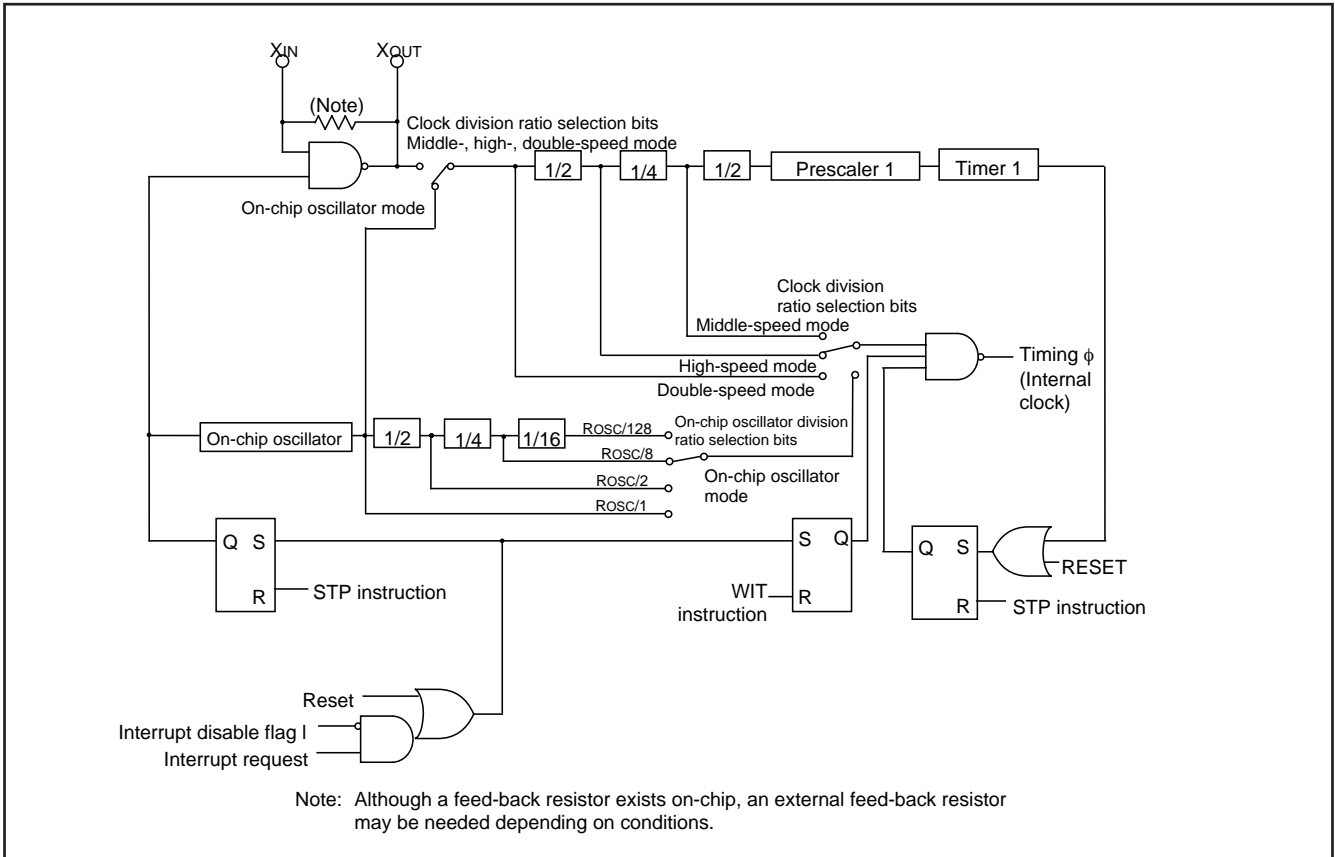 XIN
XOUT
(Note)
Clock division ratio selection bits
Middle-, high-, double-speed mode
1/2
1/4
1/2
Prescaler 1
Timer 1
On-chip oscillator mode
Clock division
ratio selection bits
Middle-speed mode
High-speed mode
Double-speed mode
Timing ϕ
(Internal
clock)
On-chip oscillator
1/2
1/4
1/16
ROSC/128
ROSC/8
ROSC/2
ROSC/1
On-chip oscillator division
ratio selection bits
On-chip oscillator
mode
Q S
R
STP instruction
S Q
R
WIT
instruction
Q S
R
RESET
STP instruction
Reset
Interrupt disable flag I
Interrupt request
Note: Although a feed-back resistor exists on-chip, an external feed-back resistor
may be needed depending on conditions.